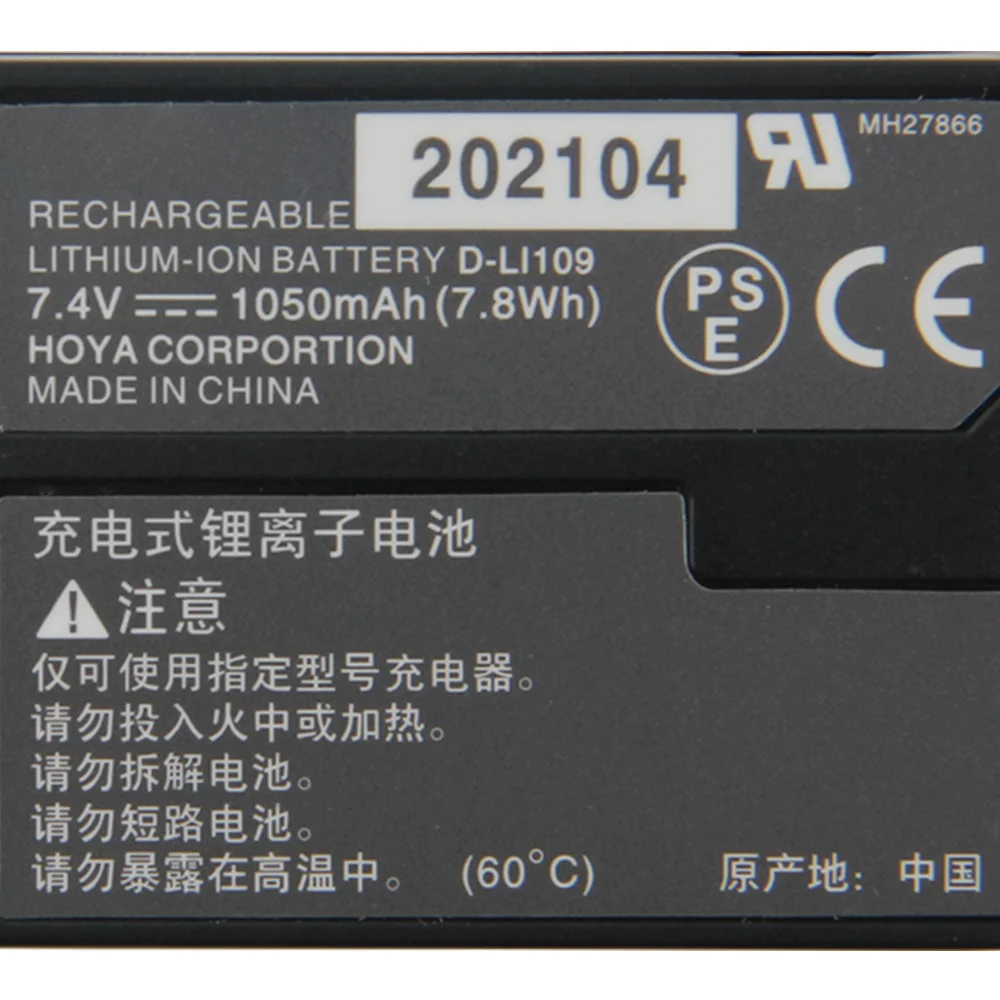 202104
MH27866
RECHARGEABLE
LITHIUM-ION BATTERY D-LI109
7.4V 1050mAh (7.8Wh)
HOYA CORPORTION
MADE IN CHINA
PS
E
CE
充电式锂离子电池
注意
仅可使用指定型号充电器。
请勿投入火中或加热。
请勿拆解电池。
请勿短路电池。
请勿暴露在高温中。 (60°C) 原产地: 中国